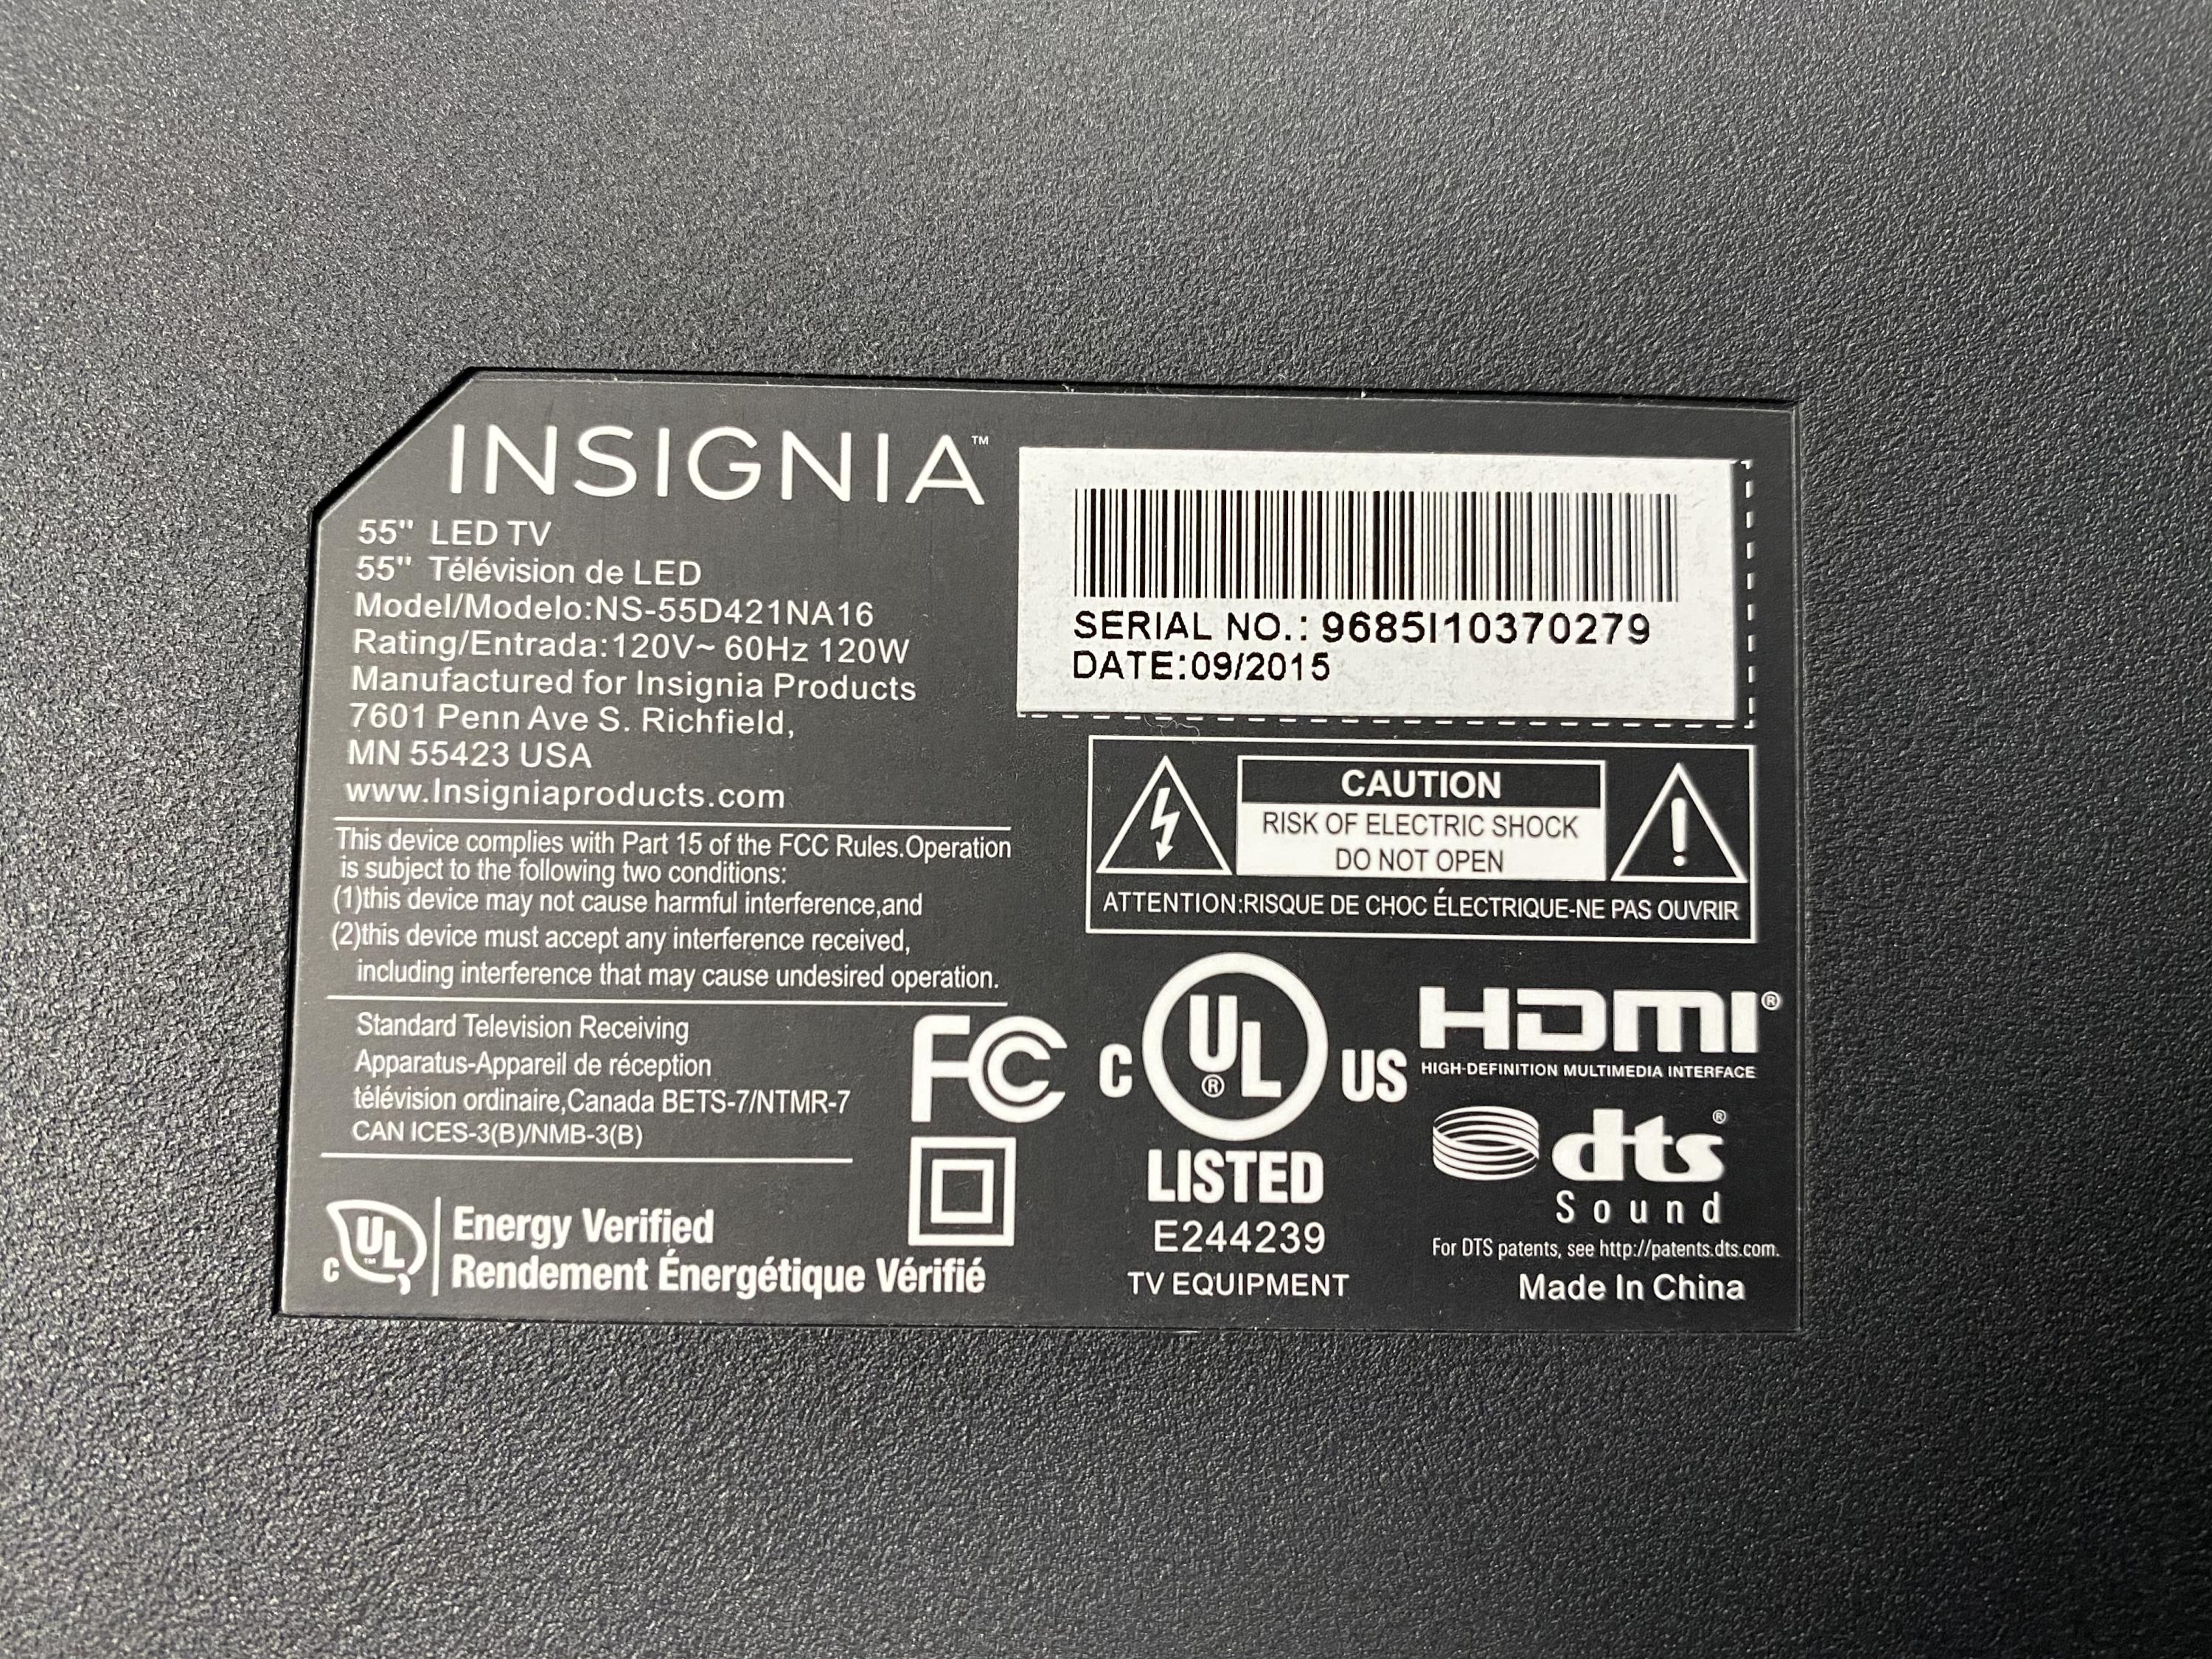 INSIGNIA™
55" LED TV
55" Télévision de LED
Model/Modelo:NS-55D421NA16
Rating/Entrada:120V~ 60Hz 120W
Manufactured for Insignia Products
7601 Penn Ave S. Richfield,
MN 55423 USA
www.Insigniaproducts.com
This device complies with Part 15 of the FCC Rules.Operation
is subject to the following two conditions:
(1)this device may not cause harmful interference,and
(2)this device must accept any interference received,
including interference that may cause undesired operation.
Standard Television Receiving
Apparatus-Appareil de réception
télévision ordinaire,Canada BETS-7/NTMR-7
CAN ICES-3(B)/NMB-3(B)
c UL™
Energy Verified
Rendement Énergétique Vérifié
FC
SERIAL NO.: 9685I10370279
DATE:09/2015
CAUTION
RISK OF ELECTRIC SHOCK
DO NOT OPEN
ATTENTION:RISQUE DE CHOC ÉLECTRIQUE-NE PAS OUVRIR
C UL® US
LISTED
E244239
TV EQUIPMENT
HDMI®
HIGH-DEFINITION MULTIMEDIA INTERFACE
dts®
Sound
For DTS patents, see http://patents.dts.com.
Made In China